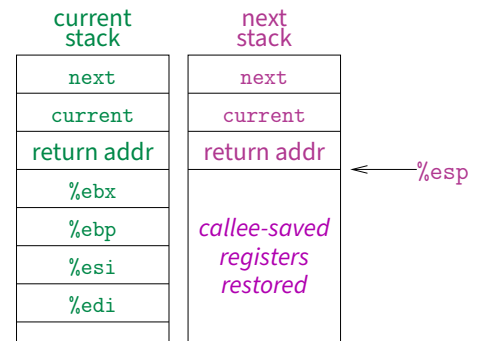 current
stack
next
current
return addr
%ebx
%ebp
%esi
%edi
next
stack
next
current
return addr
callee-saved
registers
restored
%esp